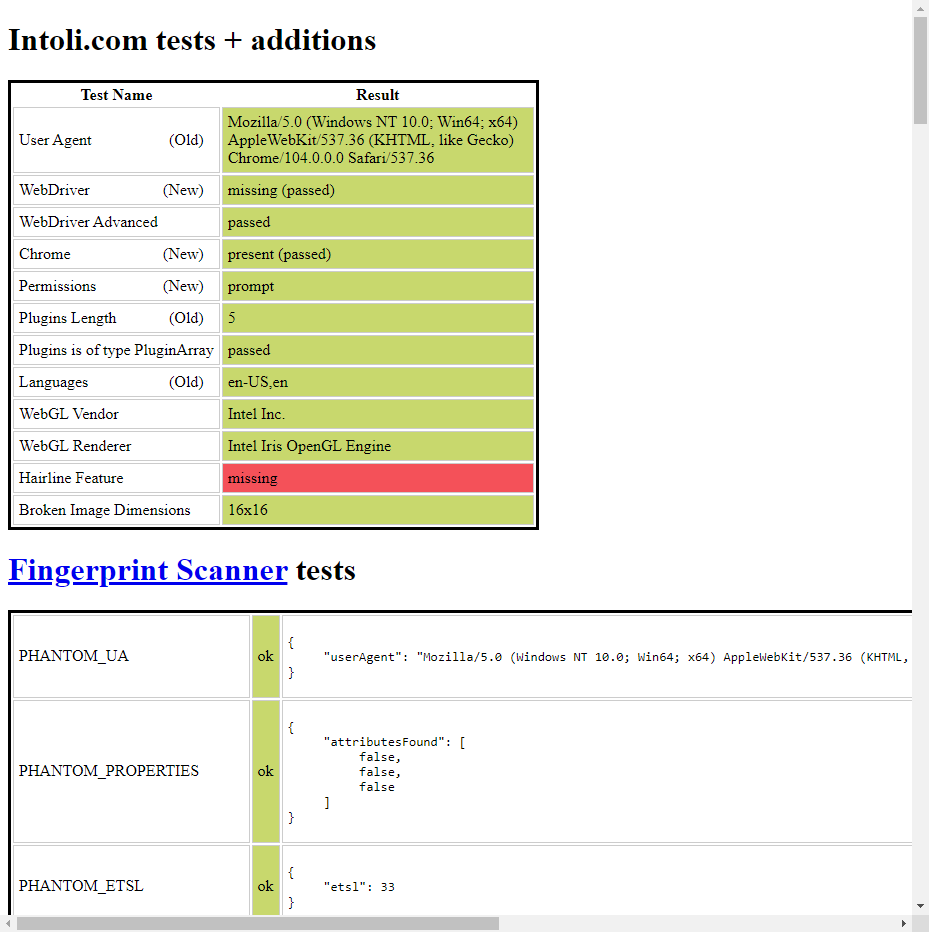 Intoli.com tests + additions
Test Name Result
User Agent (Old) Mozilla/5.0 (Windows NT 10.0; Win64; x64)
AppleWebKit/537.36 (KHTML, like Gecko)
Chrome/104.0.0.0 Safari/537.36
WebDriver (New) missing (passed)
WebDriver Advanced passed
Chrome (New) present (passed)
Permissions (New) prompt
Plugins Length (Old) 5
Plugins is of type PluginArray passed
Languages (Old) en-US,en
WebGL Vendor Intel Inc.
WebGL Renderer Intel Iris OpenGL Engine
Hairline Feature missing
Broken Image Dimensions 16x16
Fingerprint Scanner tests
PHANTOM_UA ok {
"userAgent": "Mozilla/5.0 (Windows NT 10.0; Win64; x64) AppleWebKit/537.36 (KHTML,
}
PHANTOM_PROPERTIES ok {
"attributesFound": [
false,
false,
false
]
}
PHANTOM_ETSL ok {
"etsl": 33
}